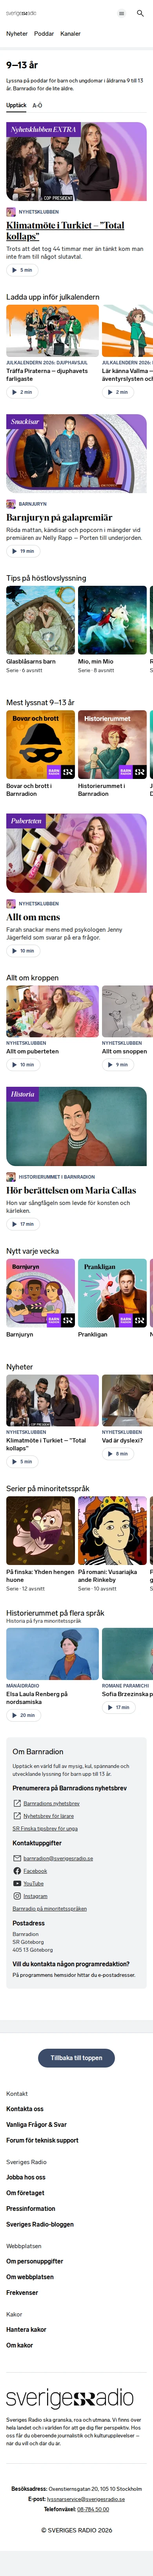 sverigesradio
Nyheter Poddar Kanaler
9–13 år
Lyssna på poddar för barn och ungdomar i åldrarna 9 till 13
år. Barnradio för de lite äldre.
Upptäck A-Ö
Nyhetsklubben EXTRA
COP PRESIDENT
NYHETSKLUBBEN
Klimatmöte i Turkiet – "Total
kollaps"
Trots att det tog 44 timmar mer än tänkt kom man
inte fram till något slutatal.
5 min
Ladda upp inför julkalendern
JULKALENDERN 2026: DJUPHAVSJUL
Träffa Piraterna – djuphavets
farligaste
2 min
JULKALENDERN 2026:
Lär känna Vallma –
äventyrslysten och
2 min
Snackisar
BARNJURYN
Barnjuryn på galapremiär
Röda mattan, kändisar och popcorn i mängder vid
premiären av Nelly Rapp – Porten till underjorden.
19 min
Tips på höstlovslyssning
Glasblåsarns barn
Serie · 6 avsnitt
Mio, min Mio
Serie · 8 avsnitt
Mest lyssnat 9–13 år
Bovar och brott
Bovar och brott i
Barnradion
Historierummet
Historierummet i
Barnradion
Puberteten
NYHETSKLUBBEN
Allt om mens
Farah snackar mens med psykologen Jenny
Jägerfeld som svarar på era frågor.
10 min
Allt om kroppen
NYHETSKLUBBEN
Allt om puberteten
10 min
NYHETSKLUBBEN
Allt om snoppen
9 min
Historia
HISTORIERUMMET I BARNRADION
Hör berättelsen om Maria Callas
Hon var sångfågeln som levde för konsten och
kärleken.
17 min
Nytt varje vecka
Barnjuryn
Barnjuryn
Prankligan
Prankligan
Nyheter
COP PRESIDENT
NYHETSKLUBBEN
Klimatmöte i Turkiet – "Total
kollaps"
5 min
NYHETSKLUBBEN
Vad är dyslexi?
8 min
Serier på minoritetsspråk
På finska: Yhden hengen
huone
Serie · 12 avsnitt
På romani: Vusariajka
ande Rinkeby
Serie · 10 avsnitt
Historierummet på flera språk
Historia på fyra minoritetsspråk
MANAIDÁRÁDIO
Elsa Laula Renberg på
nordsamiska
20 min
ROMANE PARAMICHI
Sofia Brzezinska p
17 min
Om Barnradion
Upptäck en värld full av mysig, kul, spännande och
utvecklande lyssning för barn upp till 13 år.
Prenumerera på Barnradions nyhetsbrev
Barnradions nyhetsbrev
Nyhetsbrev för lärare
SR Finska tipsbrev för unga
Kontaktuppgifter
barnradion@sverigesradio.se
Facebook
YouTube
Instagram
Barnradio på minoritetsspråken
Postadress
Barnradion
SR Göteborg
405 13 Göteborg
Vill du kontakta någon programredaktion?
På programmens hemsidor hittar du e-postadresser.
Tillbaka till toppen
Kontakt
Kontakta oss
Vanliga Frågor & Svar
Forum för teknisk support
Sveriges Radio
Jobba hos oss
Om företaget
Pressinformation
Sveriges Radio-bloggen
Webbplatsen
Om personuppgifter
Om webbplatsen
Frekvenser
Kakor
Hantera kakor
Om kakor
sverigesradio
Sveriges Radio ska granska, roa och utmana. Vi finns över
hela landet och i världen för att ge dig fler perspektiv. Hos
oss får du oberoende journalistik och kulturupplevelser –
när du vill och där du är.
Besöksadress: Oxenstiernsgatan 20, 105 10 Stockholm
E-post: lyssnarservice@sverigesradio.se
Telefonväxel: 08-784 50 00
© SVERIGES RADIO 2026